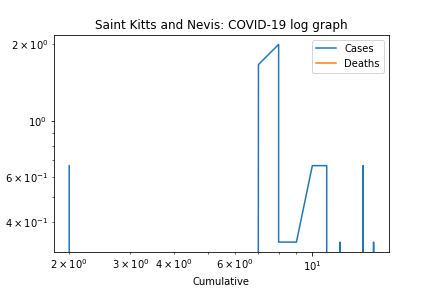 Saint Kitts and Nevis: COVID-19 log graph
Cases
Deaths
2 × 10⁰
10⁰
6 × 10⁻¹
4 × 10⁻¹
2 × 10⁰ 3 × 10⁰ 4 × 10⁰ 6 × 10⁰ 10¹
Cumulative